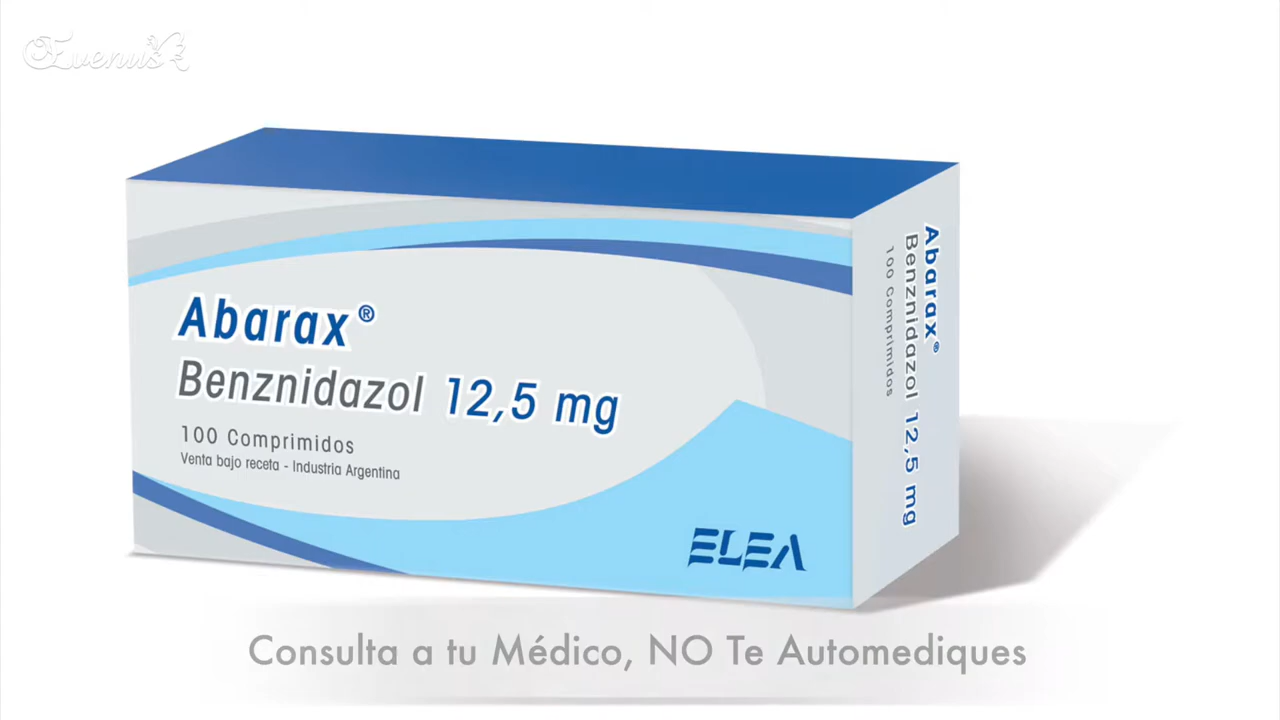 Evenus
Abarax®
Benznidazol 12,5 mg
100 Comprimidos
Venta bajo receta - Industria Argentina
ELEA
Abarax®
Benznidazol 12,5 mg
100 Comprimidos
Consulta a tu Médico, NO Te Automediques